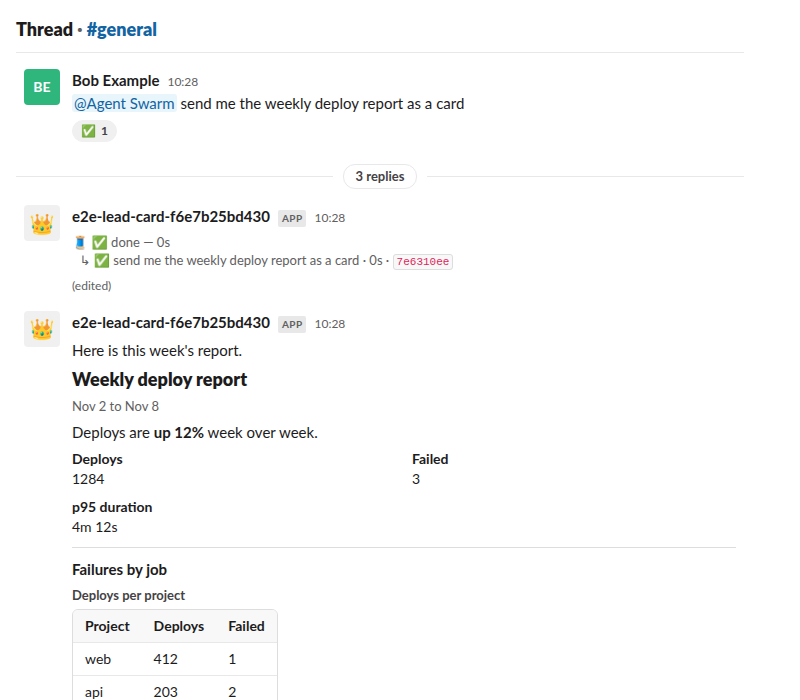 Thread • #general
BE
Bob Example 10:28
@Agent Swarm send me the weekly deploy report as a card
✅ 1
3 replies
e2e-lead-card-f6e7b25bd430 APP 10:28
🧵 ✅ done — 0s
↳ ✅ send me the weekly deploy report as a card · 0s · 7e6310ee
(edited)
e2e-lead-card-f6e7b25bd430 APP 10:28
Here is this week's report.
Weekly deploy report
Nov 2 to Nov 8
Deploys are up 12% week over week.
Deploys Failed
1284 3
p95 duration
4m 12s
Failures by job
Deploys per project
Project Deploys Failed
web 412 1
api 203 2